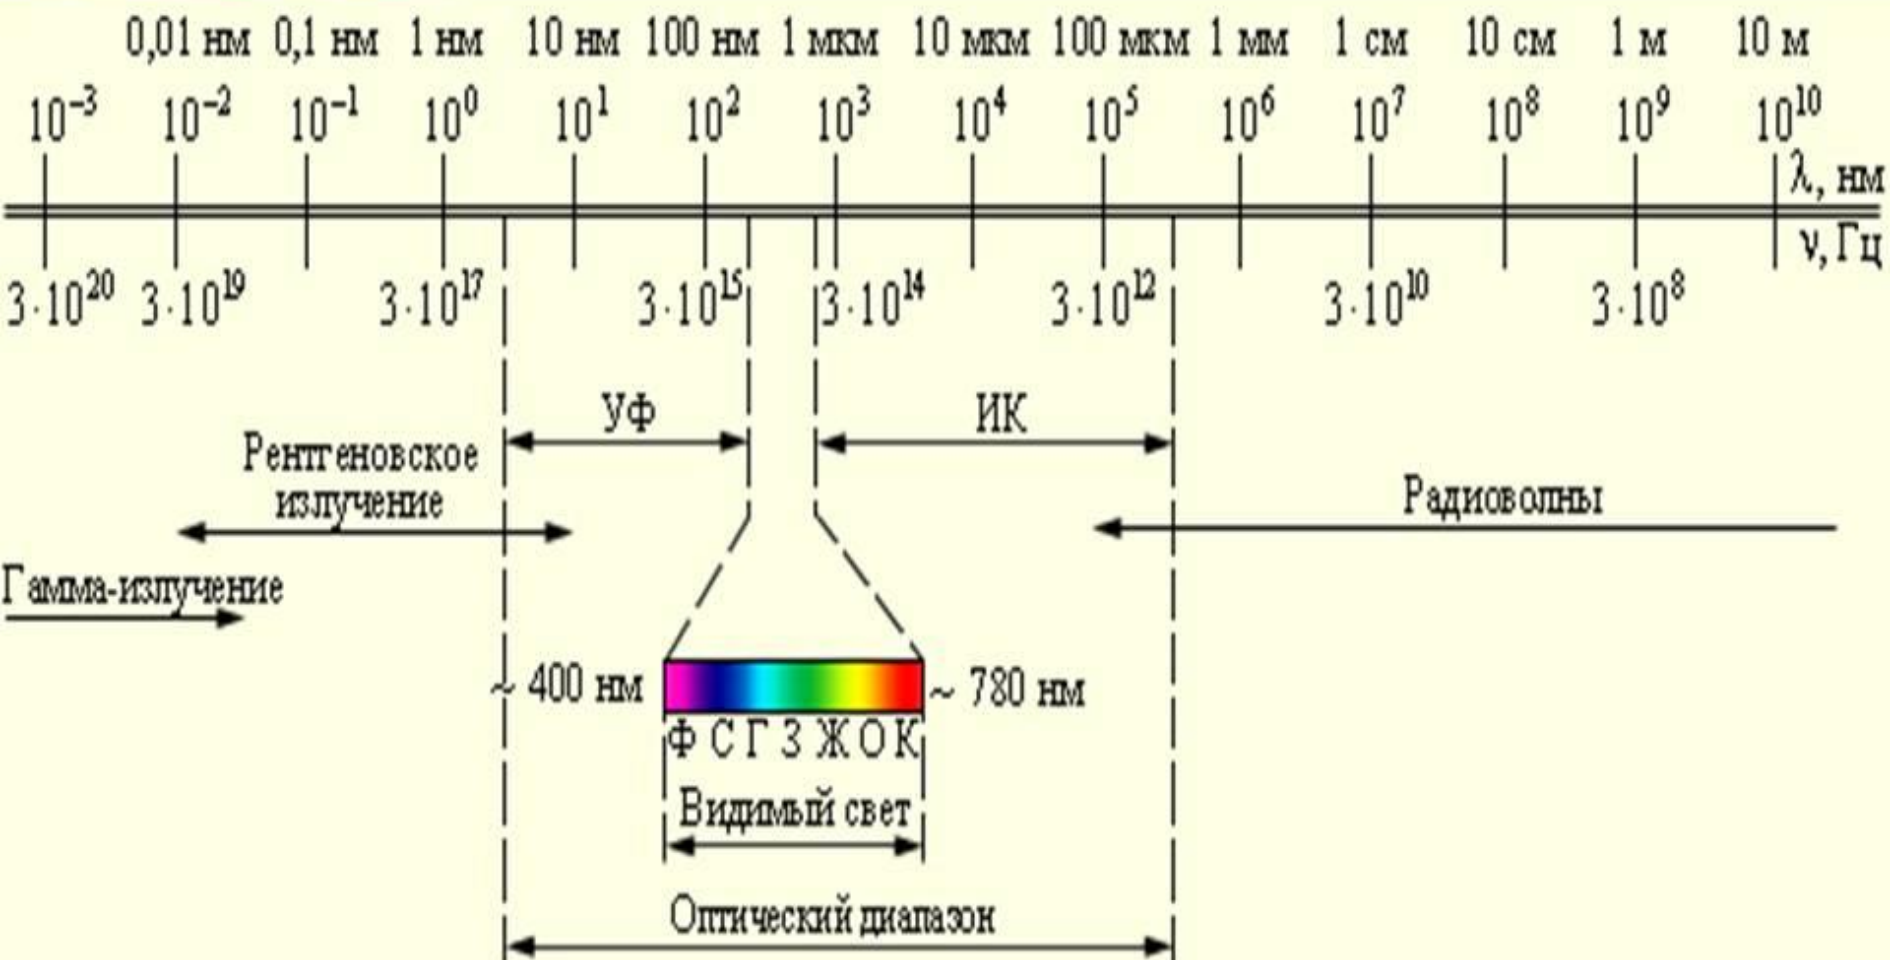 0,01 нм 0,1 нм 1 нм 10 нм 100 нм 1 мкм 10 мкм 100 мкм 1 мм 1 см 10 см 1 м 10 м
10⁻³ 10⁻² 10⁻¹ 10⁰ 10¹ 10² 10³ 10⁴ 10⁵ 10⁶ 10⁷ 10⁸ 10⁹ 10¹⁰
λ, нм
ν, Гц
3·10²⁰ 3·10¹⁹ 3·10¹⁷ 3·10¹⁵ 3·10¹⁴ 3·10¹² 3·10¹⁰ 3·10⁸
УФ ИК
Рентгеновское
излучение
Радиоволны
Гамма-излучение
~ 400 нм ~ 780 нм
Ф С Г З Ж О К
Видимый свет
Оптический диапазон